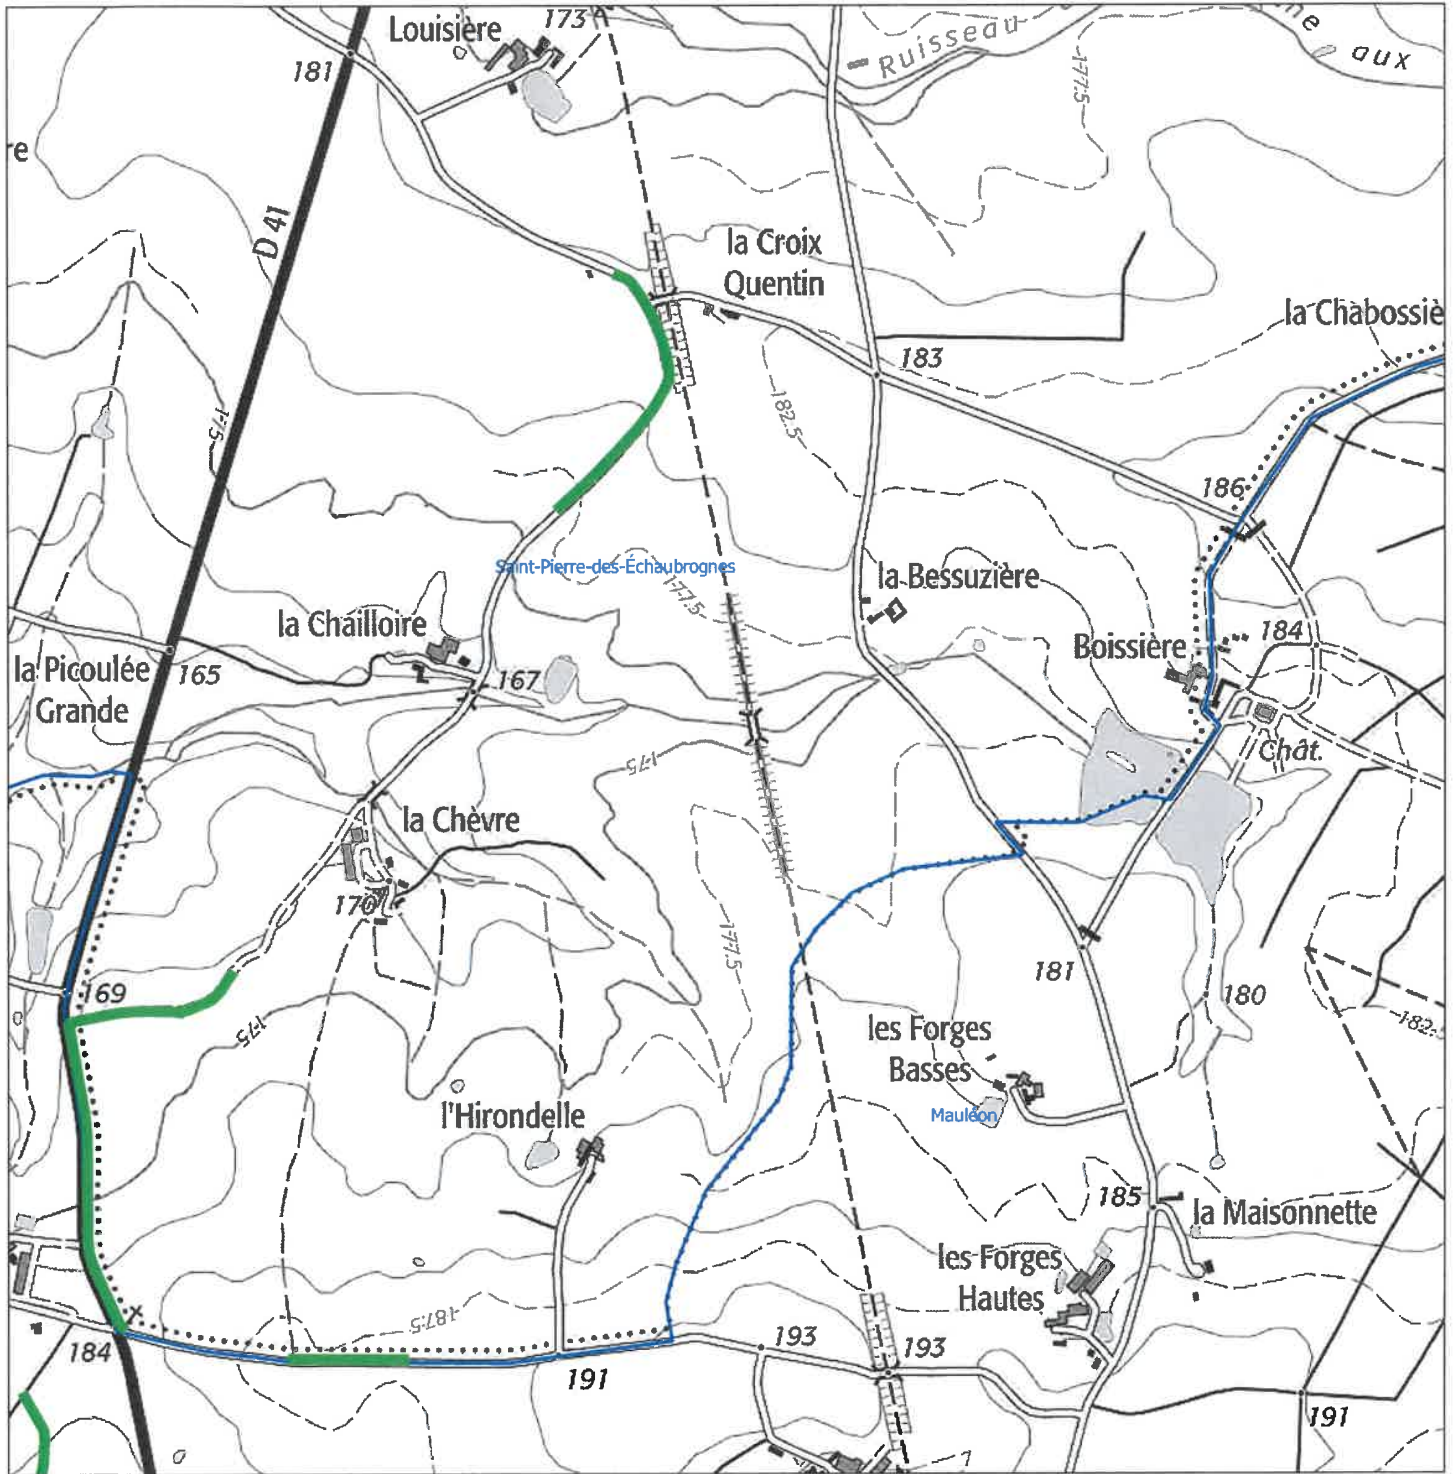 173
Louisière
181
Ruisseau
aux
177.5
re
D 41
la Croix
Quentin
la Chabossiè
183
175
182.5
186
Saint-Pierre-des-Échaubrognes
177.5
la Bessuzière
la Chailloire
184
Boissière
la Picoulée
Grande
165
167
Chât.
175
la Chèvre
170
177.5
181
169
180
175
182.5
les Forges
Basses
Mauléon
l'Hirondelle
185
la Maisonnette
les Forges
Hautes
187.5
184
193
193
191
191